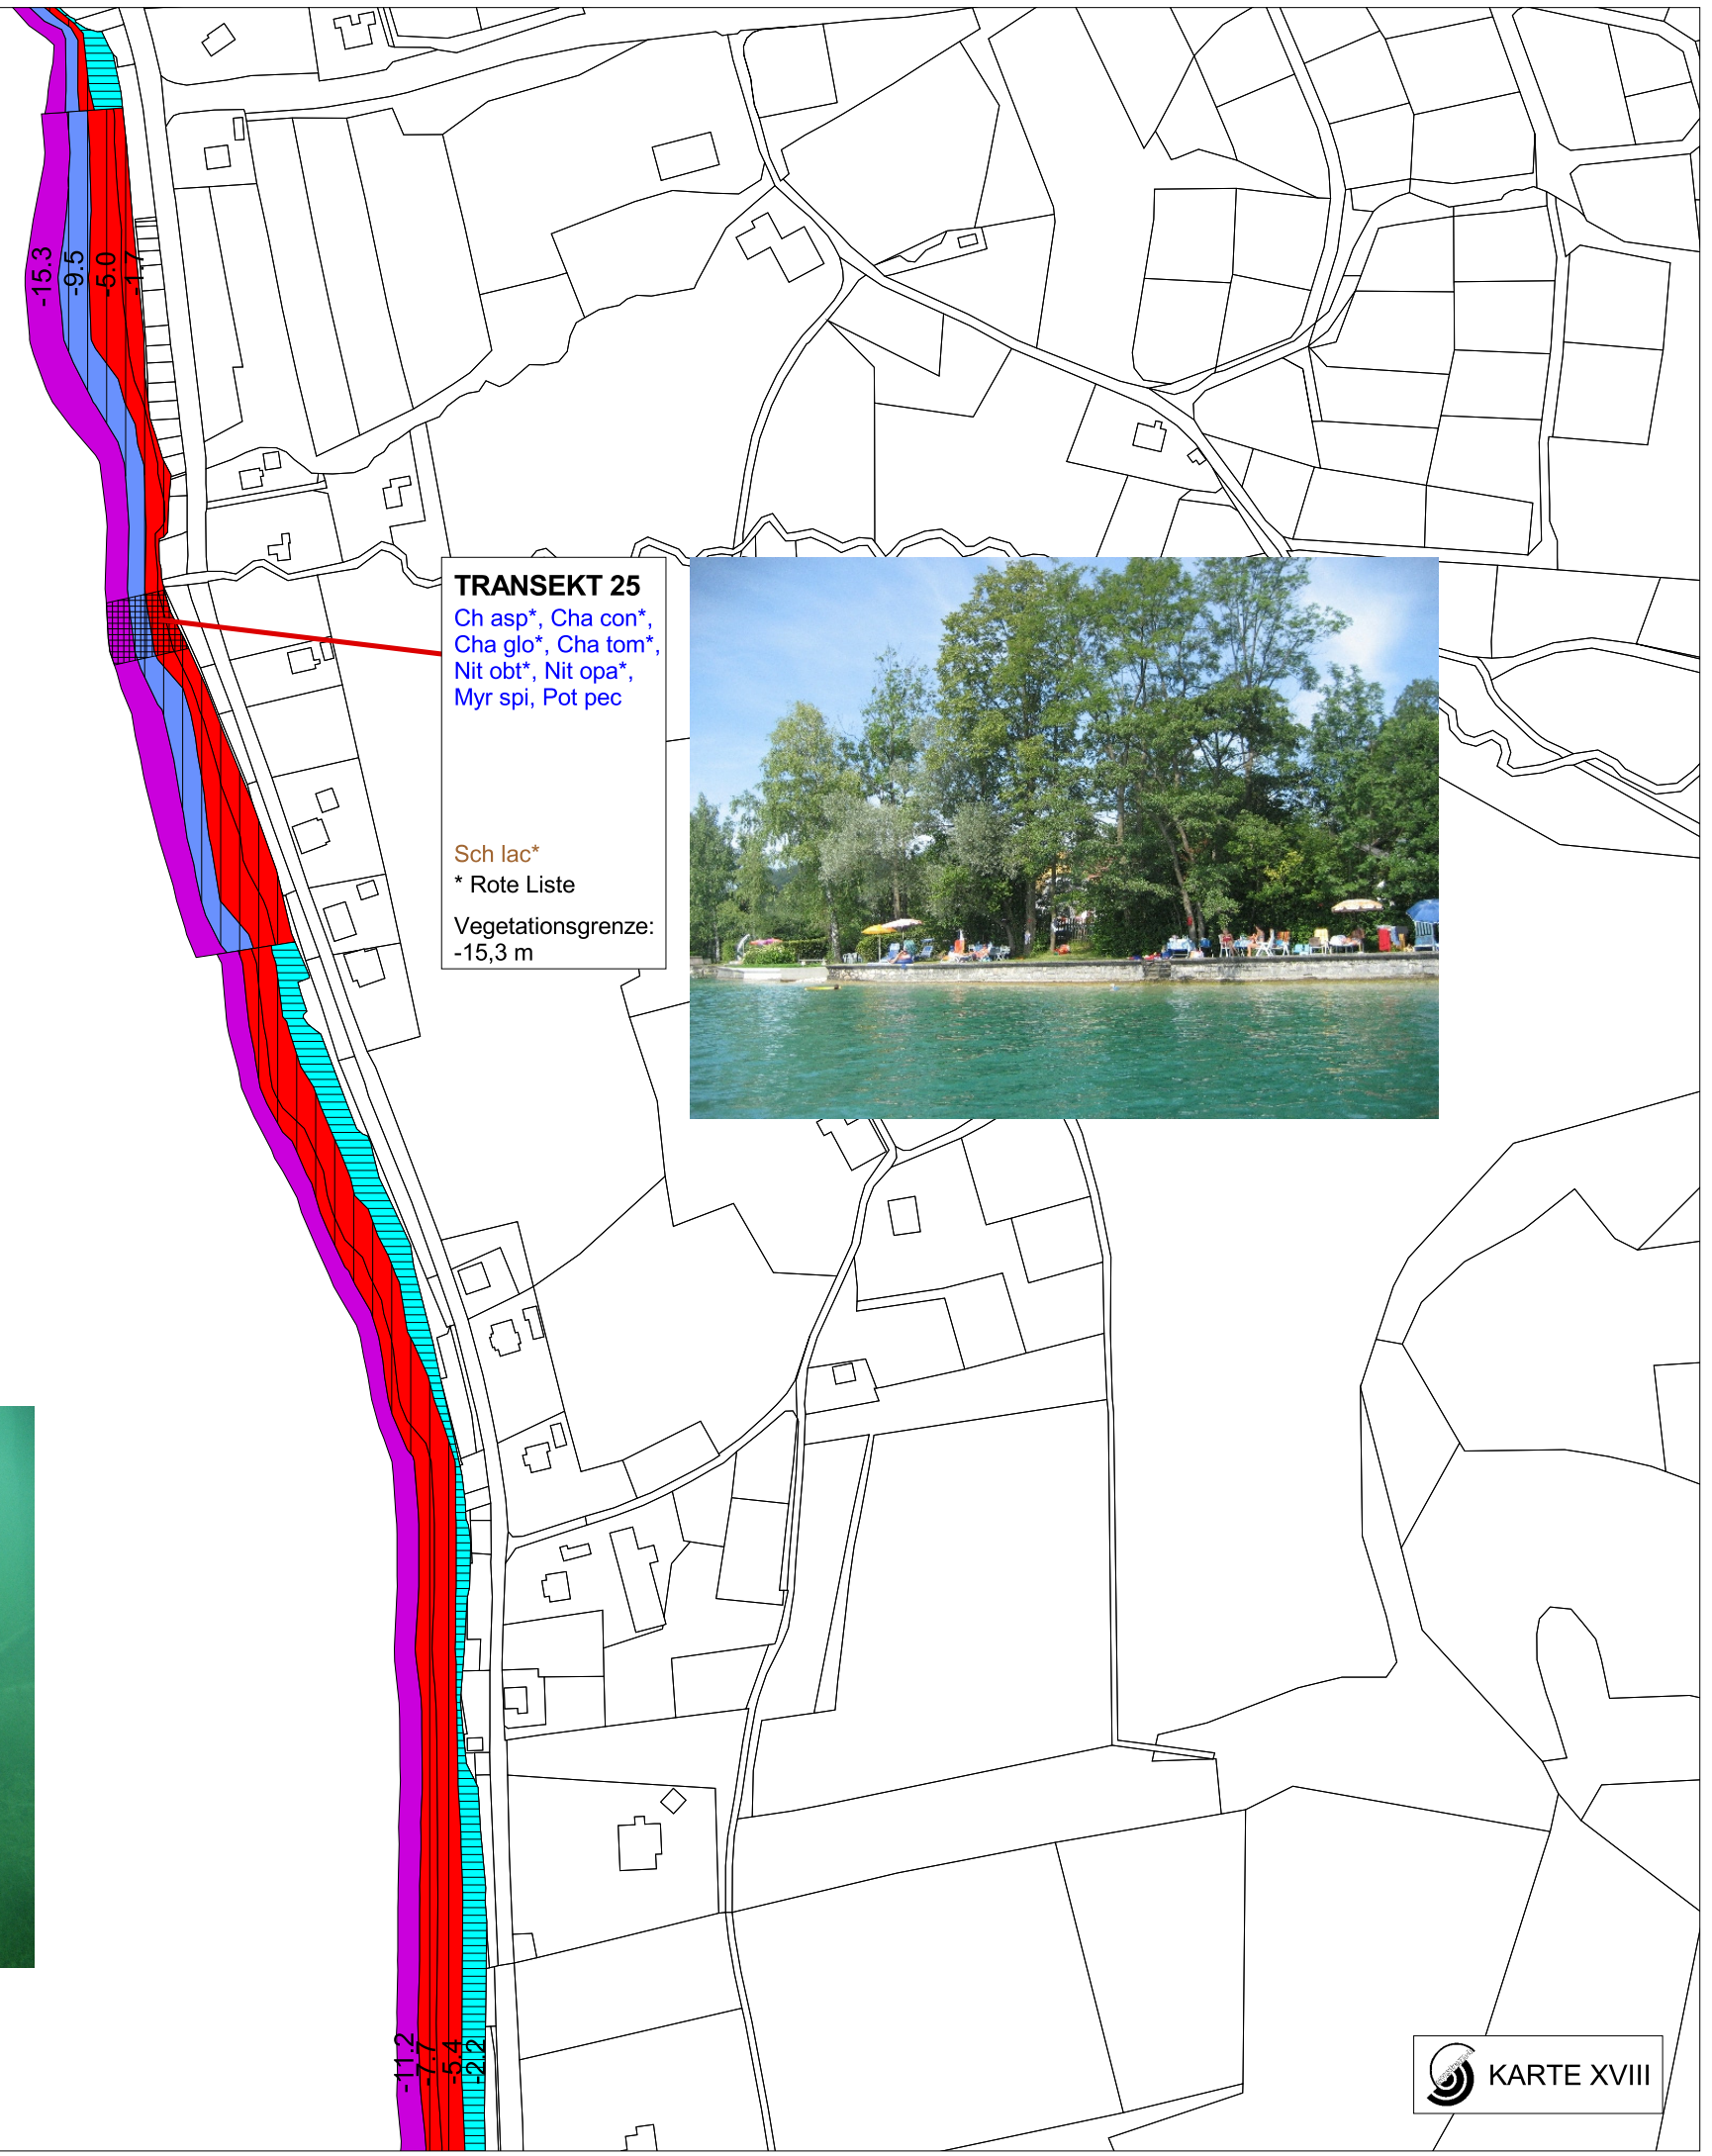 -15.3
-9.5
-5.0
-1.7
TRANSEKT 25
Ch asp*, Cha con*,
Cha glo*, Cha tom*,
Nit obt*, Nit opa*,
Myr spi, Pot pec
Sch lac*
* Rote Liste
Vegetationsgrenze:
-15,3 m
-11.2
-7.7
-5.4
-2.2
KARTE XVIII